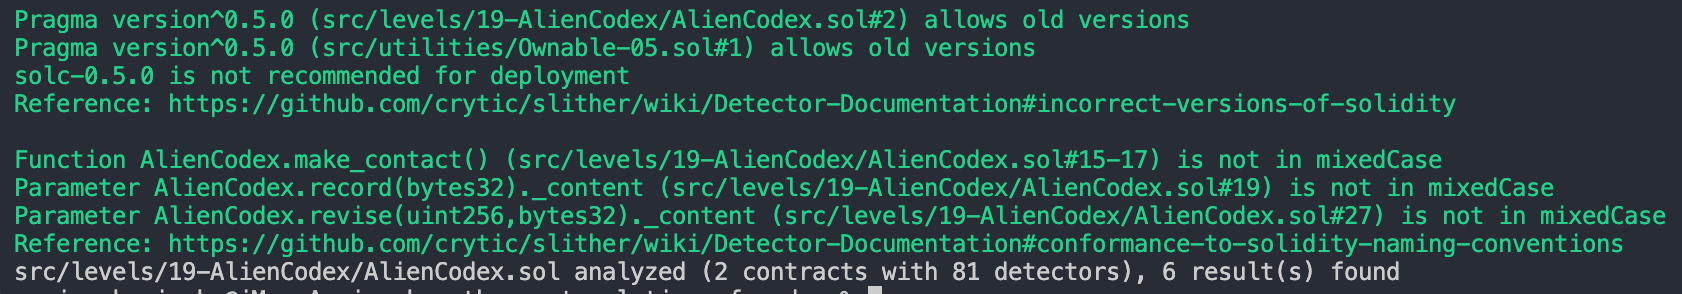 Pragma version^0.5.0 (src/levels/19-AlienCodex/AlienCodex.sol#2) allows old versions
Pragma version^0.5.0 (src/utilities/Ownable-05.sol#1) allows old versions
solc-0.5.0 is not recommended for deployment
Reference: https://github.com/crytic/slither/wiki/Detector-Documentation#incorrect-versions-of-solidity
Function AlienCodex.make_contact() (src/levels/19-AlienCodex/AlienCodex.sol#15-17) is not in mixedCase
Parameter AlienCodex.record(bytes32)._content (src/levels/19-AlienCodex/AlienCodex.sol#19) is not in mixedCase
Parameter AlienCodex.revise(uint256,bytes32)._content (src/levels/19-AlienCodex/AlienCodex.sol#27) is not in mixedCase
Reference: https://github.com/crytic/slither/wiki/Detector-Documentation#conformance-to-solidity-naming-conventions
src/levels/19-AlienCodex/AlienCodex.sol analyzed (2 contracts with 81 detectors), 6 result(s) found